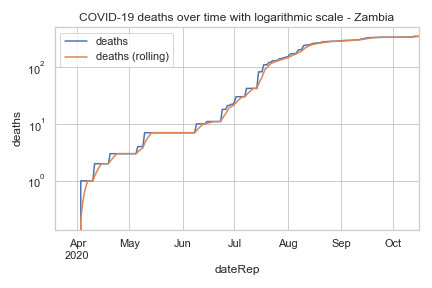 COVID-19 deaths over time with logarithmic scale - Zambia
deaths
deaths (rolling)
10²
10¹
10⁰
deaths
Apr May Jun Jul Aug Sep Oct
2020
dateRep